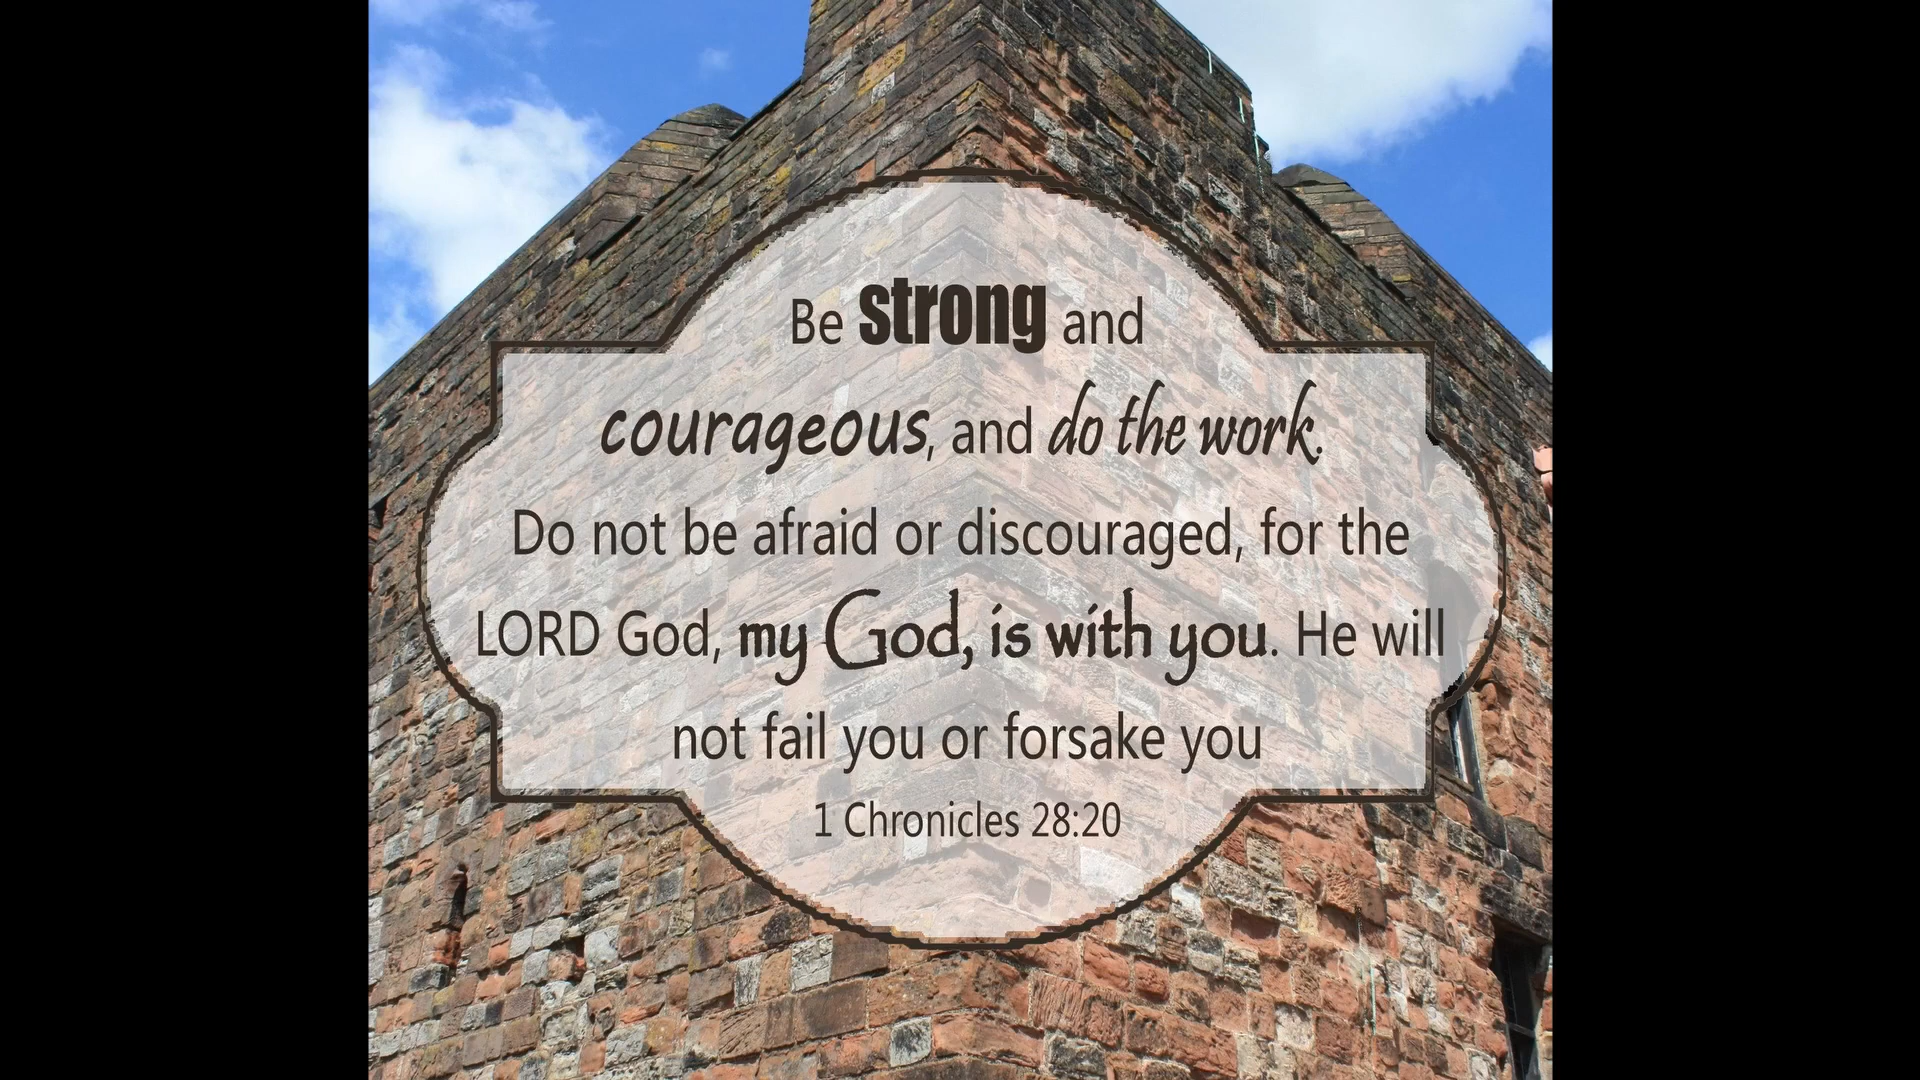 Be strong and
courageous, and do the work.
Do not be afraid or discouraged, for the
LORD God, my God, is with you. He will
not fail you or forsake you
1 Chronicles 28:20